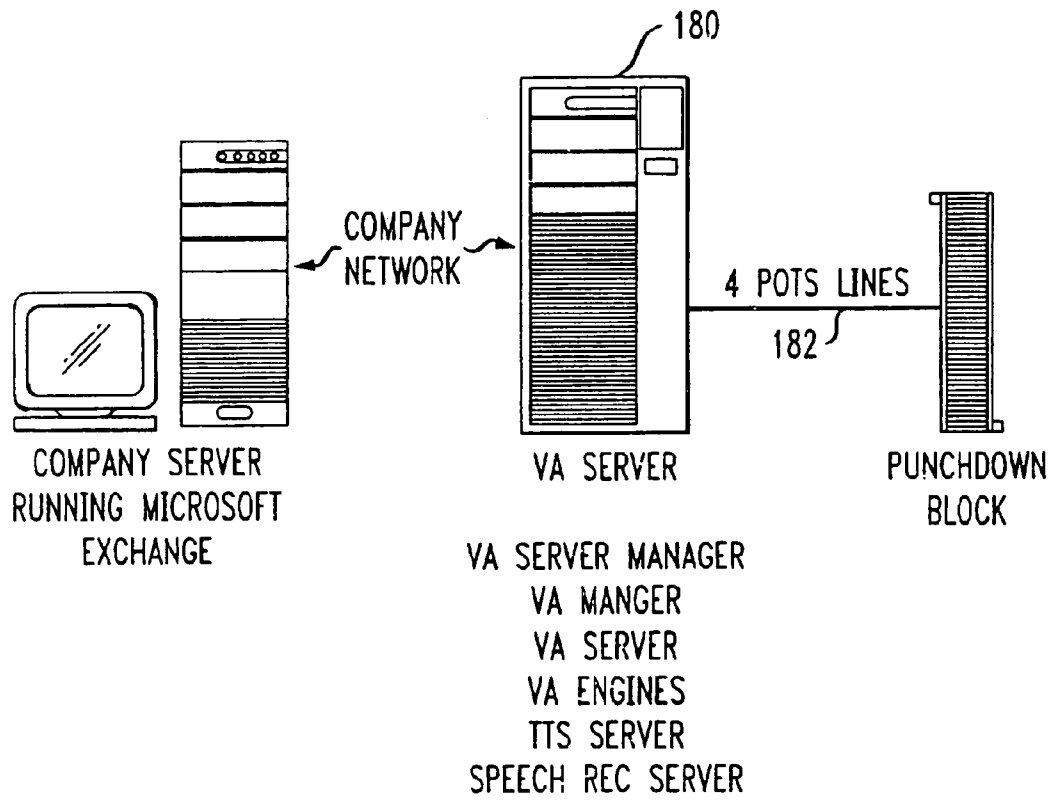 180
COMPANY
NETWORK
4 POTS LINES
182
COMPANY SERVER
RUNNING MICROSOFT
EXCHANGE
VA SERVER
PUNCHDOWN
BLOCK
VA SERVER MANAGER
VA MANGER
VA SERVER
VA ENGINES
TTS SERVER
SPEECH REC SERVER